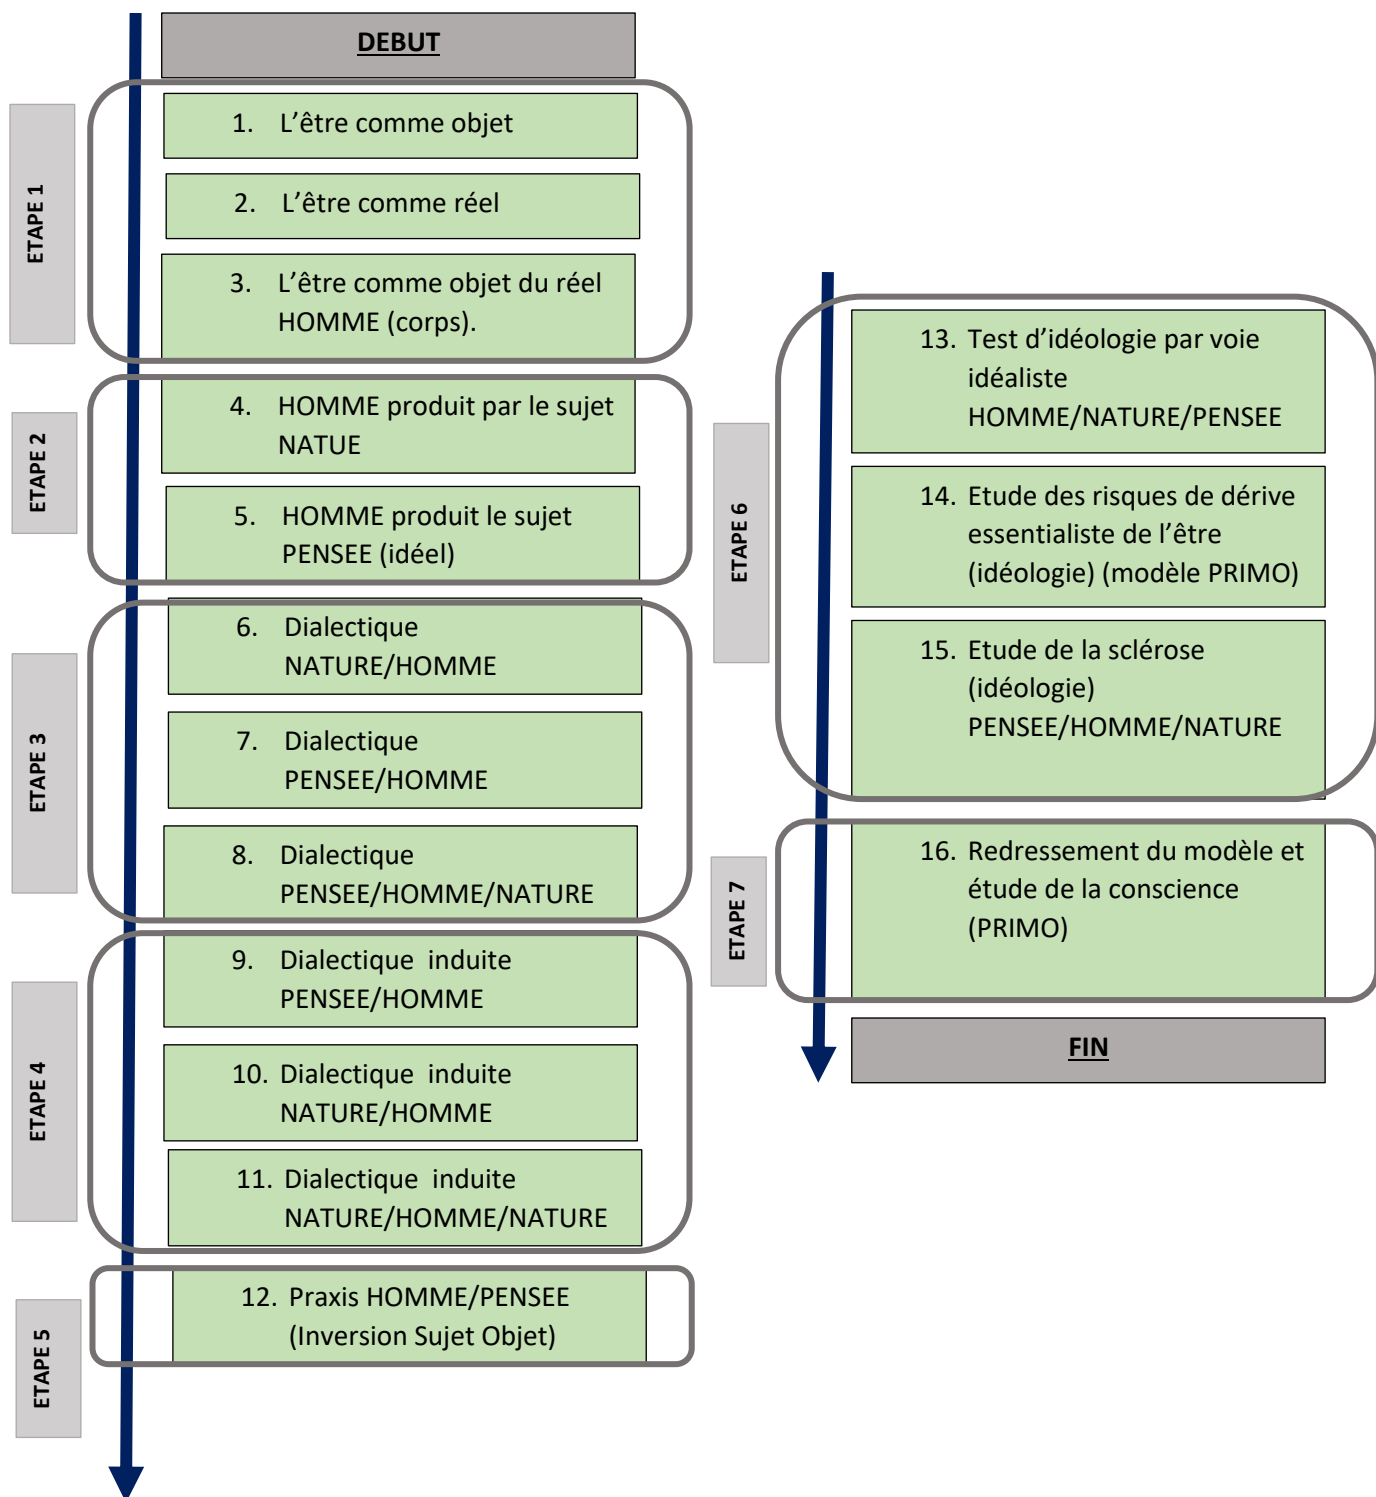 DEBUT
ETAPE 1
1. L’être comme objet
2. L’être comme réel
3. L’être comme objet du réel
HOMME (corps).
ETAPE 2
4. HOMME produit par le sujet
NATUE
5. HOMME produit le sujet
PENSEE (idéel)
ETAPE 3
6. Dialectique
NATURE/HOMME
7. Dialectique
PENSEE/HOMME
8. Dialectique
PENSEE/HOMME/NATURE
ETAPE 4
9. Dialectique induite
PENSEE/HOMME
10. Dialectique induite
NATURE/HOMME
11. Dialectique induite
NATURE/HOMME/NATURE
ETAPE 5
12. Praxis HOMME/PENSEE
(Inversion Sujet Objet)
ETAPE 6
13. Test d’idéologie par voie
idéaliste
HOMME/NATURE/PENSEE
14. Etude des risques de dérive
essentialiste de l’être
(idéologie) (modèle PRIMO)
15. Etude de la sclérose
(idéologie)
PENSEE/HOMME/NATURE
ETAPE 7
16. Redressement du modèle et
étude de la conscience
(PRIMO)
FIN